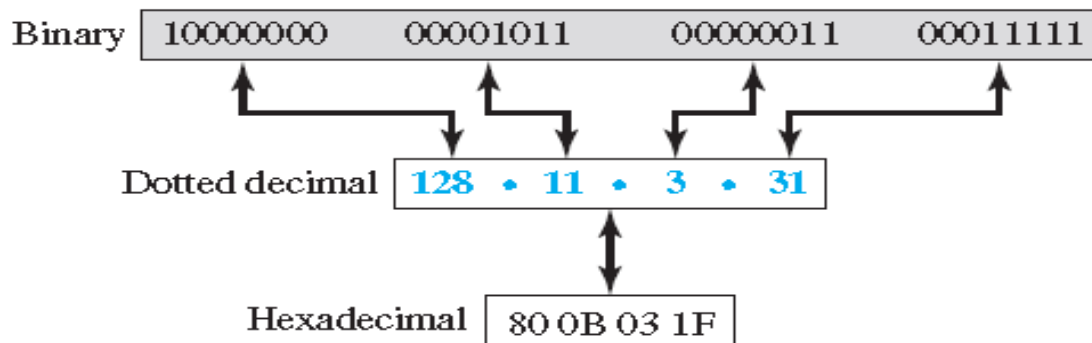 Binary 10000000 00001011 00000011 00011111
Dotted decimal 128 • 11 • 3 • 31
Hexadecimal 80 0B 03 1F